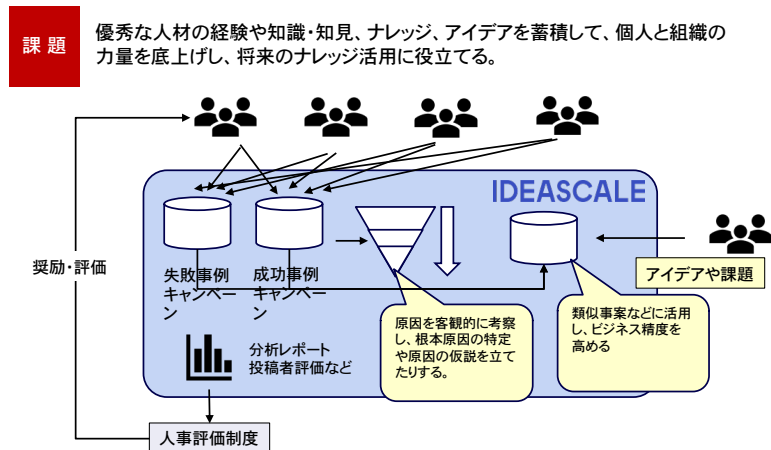 課 題
優秀な人材の経験や知識・知見、ナレッジ、アイデアを蓄積して、個人と組織の
力量を底上げし、将来のナレッジ活用に役立てる。
IDEASCALE
奨励・評価
失敗事例
キャンペー
ン
成功事例
キャンペー
ン
アイデアや課題
原因を客観的に考察
し、根本原因の特定
や原因の仮説を立て
たりする。
類似事案などに活用
し、ビジネス精度を
高める
分析レポート
投稿者評価など
人事評価制度